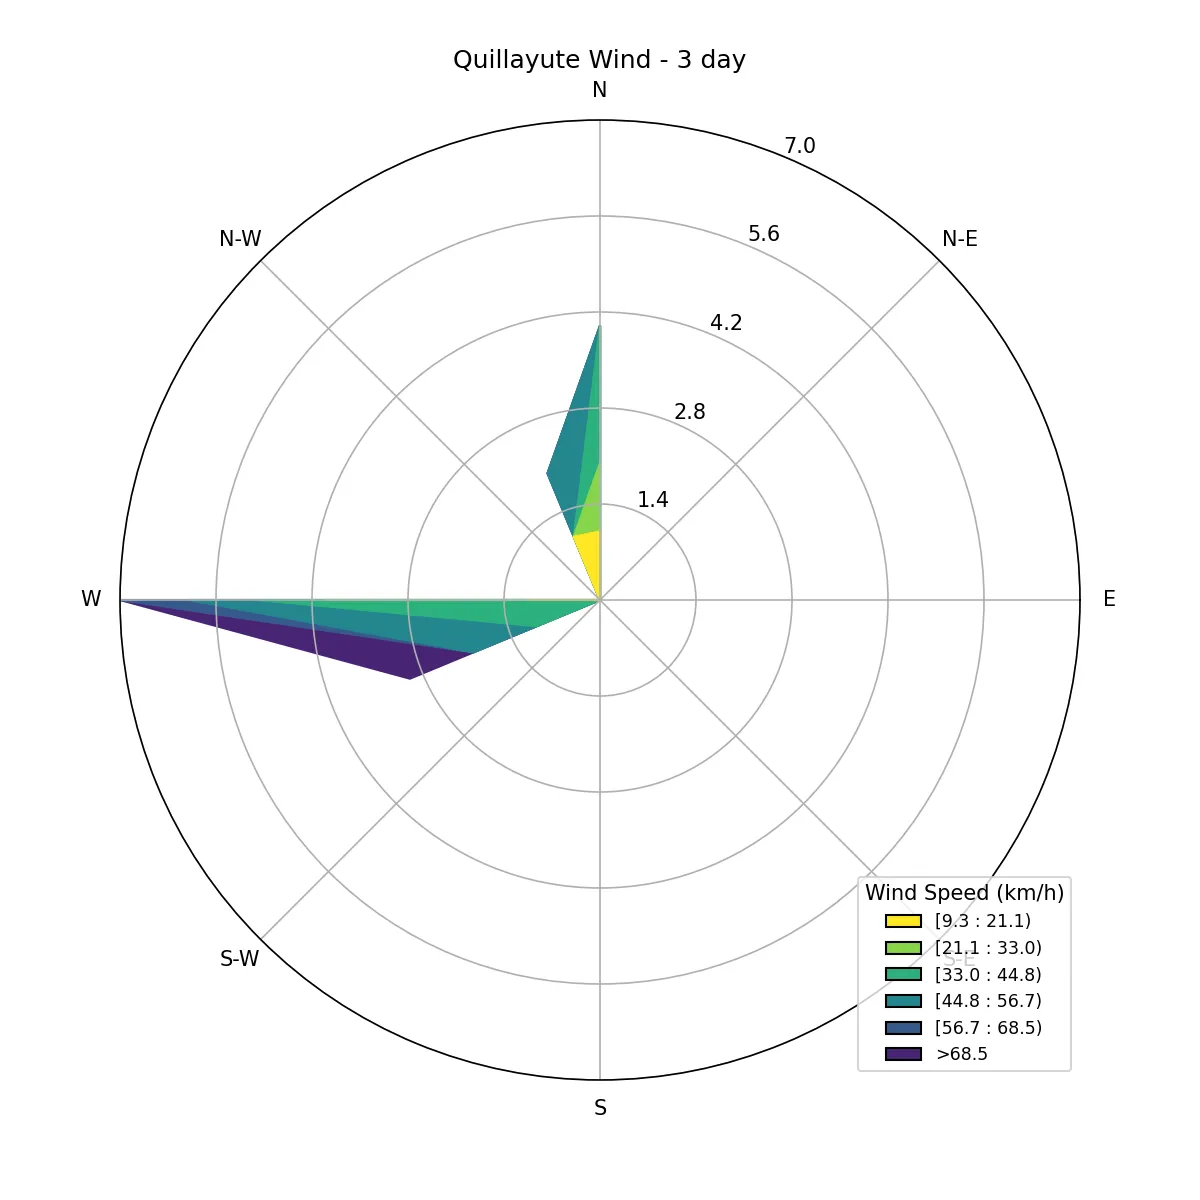 Quillayute Wind - 3 day
N
7.0
5.6
N-W
N-E
4.2
2.8
1.4
W
E
Wind Speed (km/h)
[9.3 : 21.1)
[21.1 : 33.0)
S-W
S-E
[33.0 : 44.8)
[44.8 : 56.7)
[56.7 : 68.5)
>68.5
S